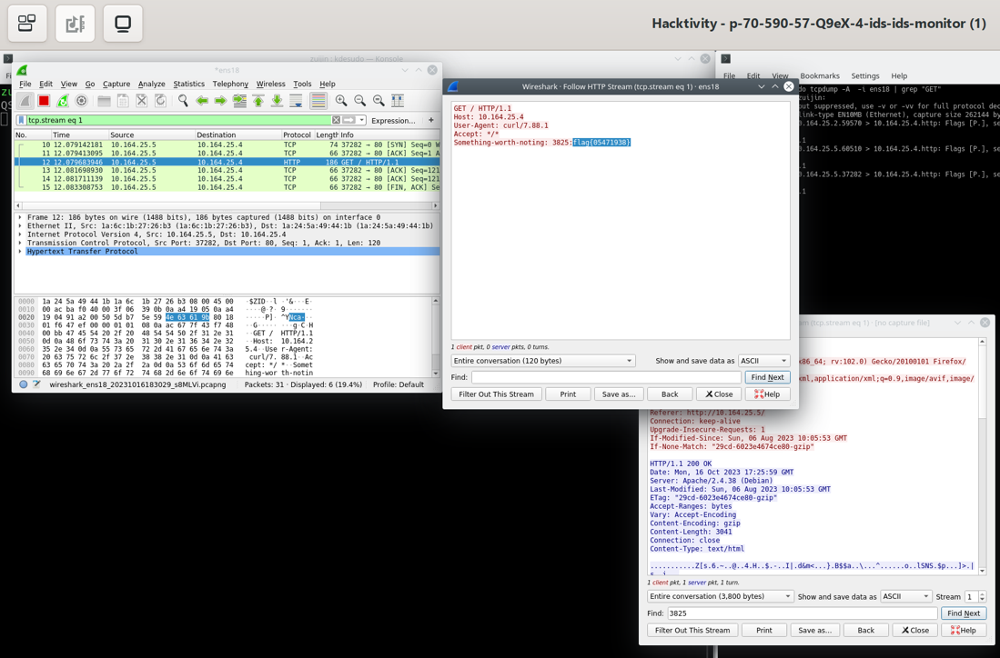 Hacktivity - p-70-590-57-Q9eX-4-ids-ids-monitor (1)
zuijin : kdesudo — Konsole
*ens18
File Edit View Go Capture Analyze Statistics Telephony Wireless Tools Help
tcp.stream eq 1
Expression...
+
No. Time Source Destination Protocol Length Info
10 12.079142181 10.164.25.5 10.164.25.4 TCP 74 37282 → 80 [SYN] Seq=0 W
11 12.079413095 10.164.25.5 10.164.25.4 TCP 66 37282 → 80 [ACK] Seq=1 A
12 12.079683946 10.164.25.5 10.164.25.4 HTTP 186 GET / HTTP/1.1
13 12.081698930 10.164.25.5 10.164.25.4 TCP 66 37282 → 80 [ACK] Seq=121
14 12.081711139 10.164.25.5 10.164.25.4 TCP 66 37282 → 80 [ACK] Seq=121
15 12.083308753 10.164.25.5 10.164.25.4 TCP 66 37282 → 80 [FIN, ACK] Se
Frame 12: 186 bytes on wire (1488 bits), 186 bytes captured (1488 bits) on interface 0
Ethernet II, Src: 1a:6c:1b:27:26:b3 (1a:6c:1b:27:26:b3), Dst: 1a:24:5a:49:44:1b (1a:24:5a:49:44:1b)
Internet Protocol Version 4, Src: 10.164.25.5, Dst: 10.164.25.4
Transmission Control Protocol, Src Port: 37282, Dst Port: 80, Seq: 1, Ack: 1, Len: 120
Hypertext Transfer Protocol
0000 1a 24 5a 49 44 1b 1a 6c 1b 27 26 b3 08 00 45 00 ·$ZID··l ·'&···E·
0010 00 ac ba f0 40 00 3f 06 39 0b 0a a4 19 05 0a a4 ····@·?· 9·······
0020 19 04 91 a2 00 50 5d b7 5e 59 4e 63 61 9b 80 18 ·····P]· ^YNca···
0030 01 f6 47 ef 00 00 01 01 08 0a ac 67 7f 43 f7 48 ··G····· ···g·C·H
0040 00 bb 47 45 54 20 2f 20 48 54 54 50 2f 31 2e 31 ··GET / HTTP/1.1
0050 0d 0a 48 6f 73 74 3a 20 31 30 2e 31 36 34 2e 32 ··Host: 10.164.2
0060 35 2e 34 0d 0a 55 73 65 72 2d 41 67 65 6e 74 3a 5.4··Use r-Agent:
0070 20 63 75 72 6c 2f 37 2e 38 38 2e 31 0d 0a 41 63 curl/7. 88.1··Ac
0080 63 65 70 74 3a 20 2a 2f 2a 0d 0a 53 6f 6d 65 74 cept: */ *··Somet
0090 68 69 6e 67 2d 77 6f 72 74 68 2d 6e 6f 74 69 6e hing-wor th-notin
wireshark_ens18_20231016183029_s8MLVi.pcapng Packets: 31 · Displayed: 6 (19.4%) Profile: Default
Wireshark · Follow HTTP Stream (tcp.stream eq 1) · ens18
GET / HTTP/1.1
Host: 10.164.25.4
User-Agent: curl/7.88.1
Accept: */*
Something-worth-noting: 3825:flag{05471938}
1 client pkt, 0 server pkts, 0 turns.
Entire conversation (120 bytes) Show and save data as ASCII
Find: Find Next
Filter Out This Stream Print Save as... Back Close Help
File Edit View Bookmarks Settings Help
do tcpdump -A -i ens18 | grep "GET"
zuijin:
out suppressed, use -v or -vv for full protocol dec
link-type EN10MB (Ethernet), capture size 262144 by
0.164.25.2.59570 > 10.164.25.4.http: Flags [P.], se
.1
0.164.25.5.60510 > 10.164.25.4.http: Flags [P.], se
.1
0.164.25.5.37282 > 10.164.25.4.http: Flags [P.], se
.1
(tcp.stream eq 1) · [no capture file]
x86_64; rv:102.0) Gecko/20100101 Firefox/
xml,application/xml;q=0.9,image/avif,image/
Referer: http://10.164.25.5/
Connection: keep-alive
Upgrade-Insecure-Requests: 1
If-Modified-Since: Sun, 06 Aug 2023 10:05:53 GMT
If-None-Match: "29cd-6023e4674ce80-gzip"
HTTP/1.1 200 OK
Date: Mon, 16 Oct 2023 17:25:59 GMT
Server: Apache/2.4.38 (Debian)
Last-Modified: Sun, 06 Aug 2023 10:05:53 GMT
ETag: "29cd-6023e4674ce80-gzip"
Accept-Ranges: bytes
Vary: Accept-Encoding
Content-Encoding: gzip
Content-Length: 3041
Connection: close
Content-Type: text/html
1 client pkt, 1 server pkt, 1 turn.
Entire conversation (3,800 bytes) Show and save data as ASCII Stream 1
Find: 3825 Find Next
Filter Out This Stream Print Save as... Back Close Help